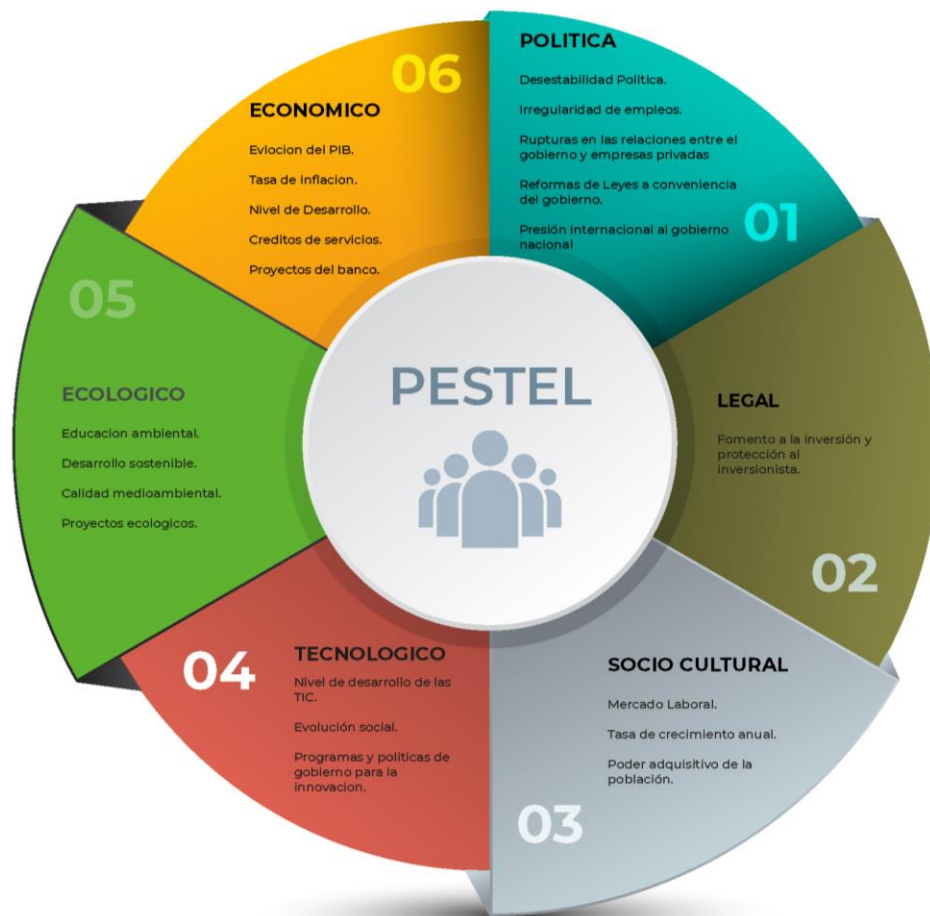 POLITICA
Desestabilidad Politica.
Irregularidad de empleos.
Rupturas en las relaciones entre el
gobierno y empresas privadas
Reformas de Leyes a conveniencia
del gobierno.
Presión internacional al gobierno
nacional
01
LEGAL
Fomento a la inversión y
protección al
inversionista.
02
SOCIO CULTURAL
Mercado Laboral.
Tasa de crecimiento anual.
Poder adquisitivo de la
población.
03
TECNOLOGICO
Nivel de desarrollo de las
TIC.
Evolución social.
Programas y politicas de
gobierno para la
innovacion.
04
ECOLOGICO
Educacion ambiental.
Desarrollo sostenible.
Calidad medioambiental.
Proyectos ecologicos.
05
ECONOMICO
Evlocion del PIB.
Tasa de inflacion.
Nivel de Desarrollo.
Creditos de servicios.
Proyectos del banco.
06
PESTEL